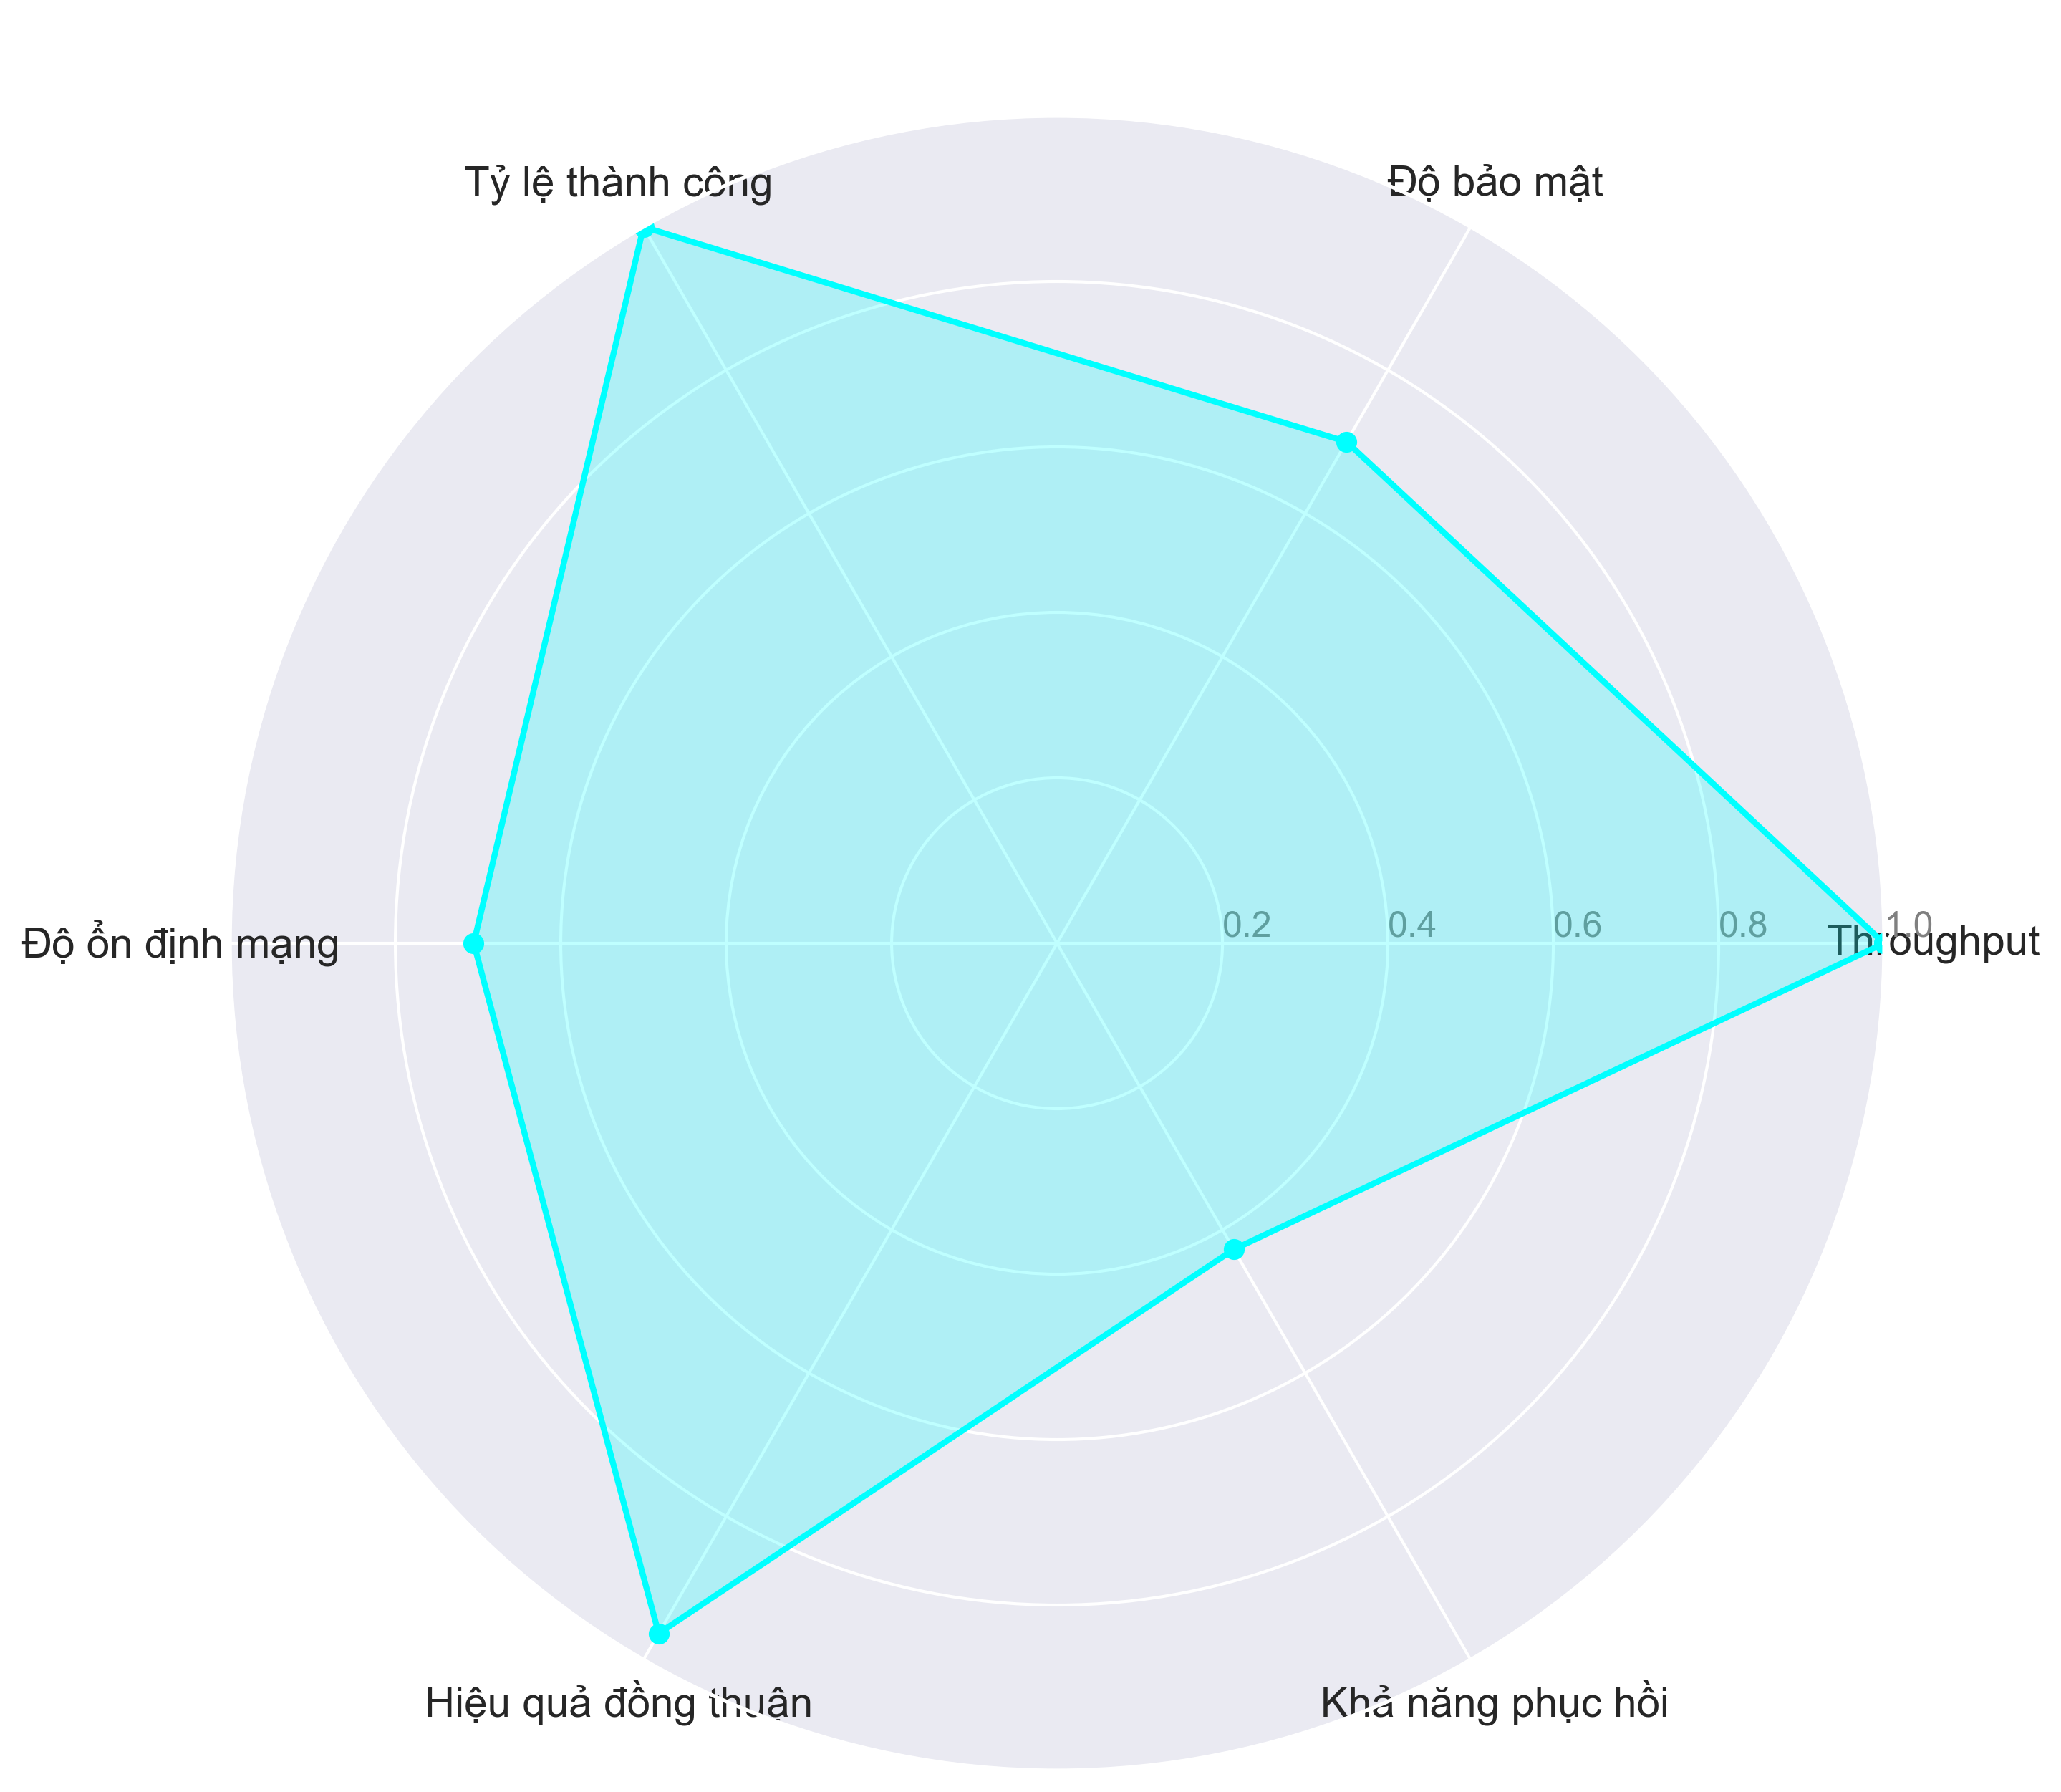 Tỷ lệ thành công
Độ bảo mật
Độ ổn định mạng
0.2
0.4
0.6
0.8
1.0
Throughput
Hiệu quả đồng thuận
Khả năng phục hồi